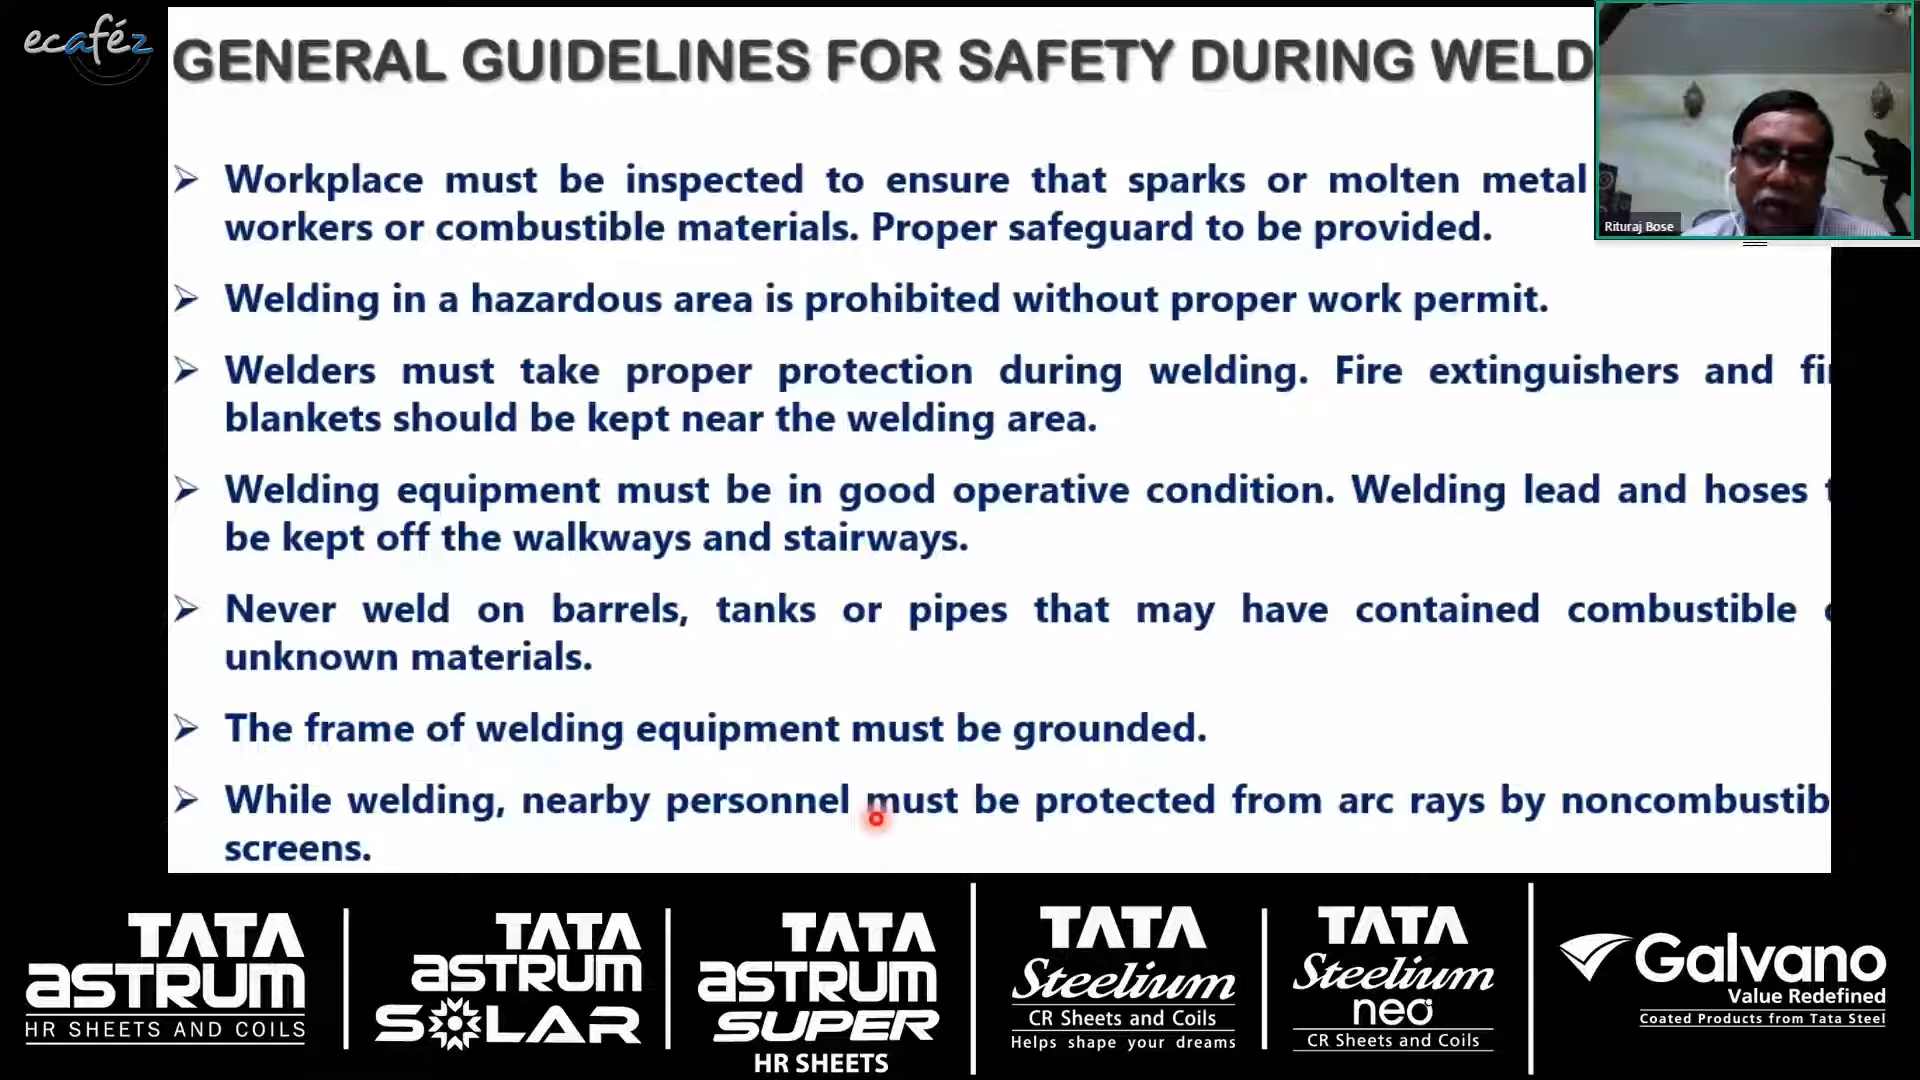 ecaféz
GENERAL GUIDELINES FOR SAFETY DURING WELD
Rituraj Bose
Workplace must be inspected to ensure that sparks or molten metal
workers or combustible materials. Proper safeguard to be provided.
Welding in a hazardous area is prohibited without proper work permit.
Welders must take proper protection during welding. Fire extinguishers and
blankets should be kept near the welding area.
Welding equipment must be in good operative condition. Welding lead and hoses
be kept off the walkways and stairways.
Never weld on barrels, tanks or pipes that may have contained combustible
unknown materials.
The frame of welding equipment must be grounded.
While welding, nearby personnel must be protected from arc rays by noncombustib
screens.
TATA
astrum
HR SHEETS AND COILS
TATA
astrum
SOLAR
TATA
astrum
SUPER
HR SHEETS
TATA
Steelium
CR Sheets and Coils
Helps shape your dreams
TATA
Steelium
neo
CR Sheets and Coils
Galvano
Value Redefined
Coated Products from Tata Steel